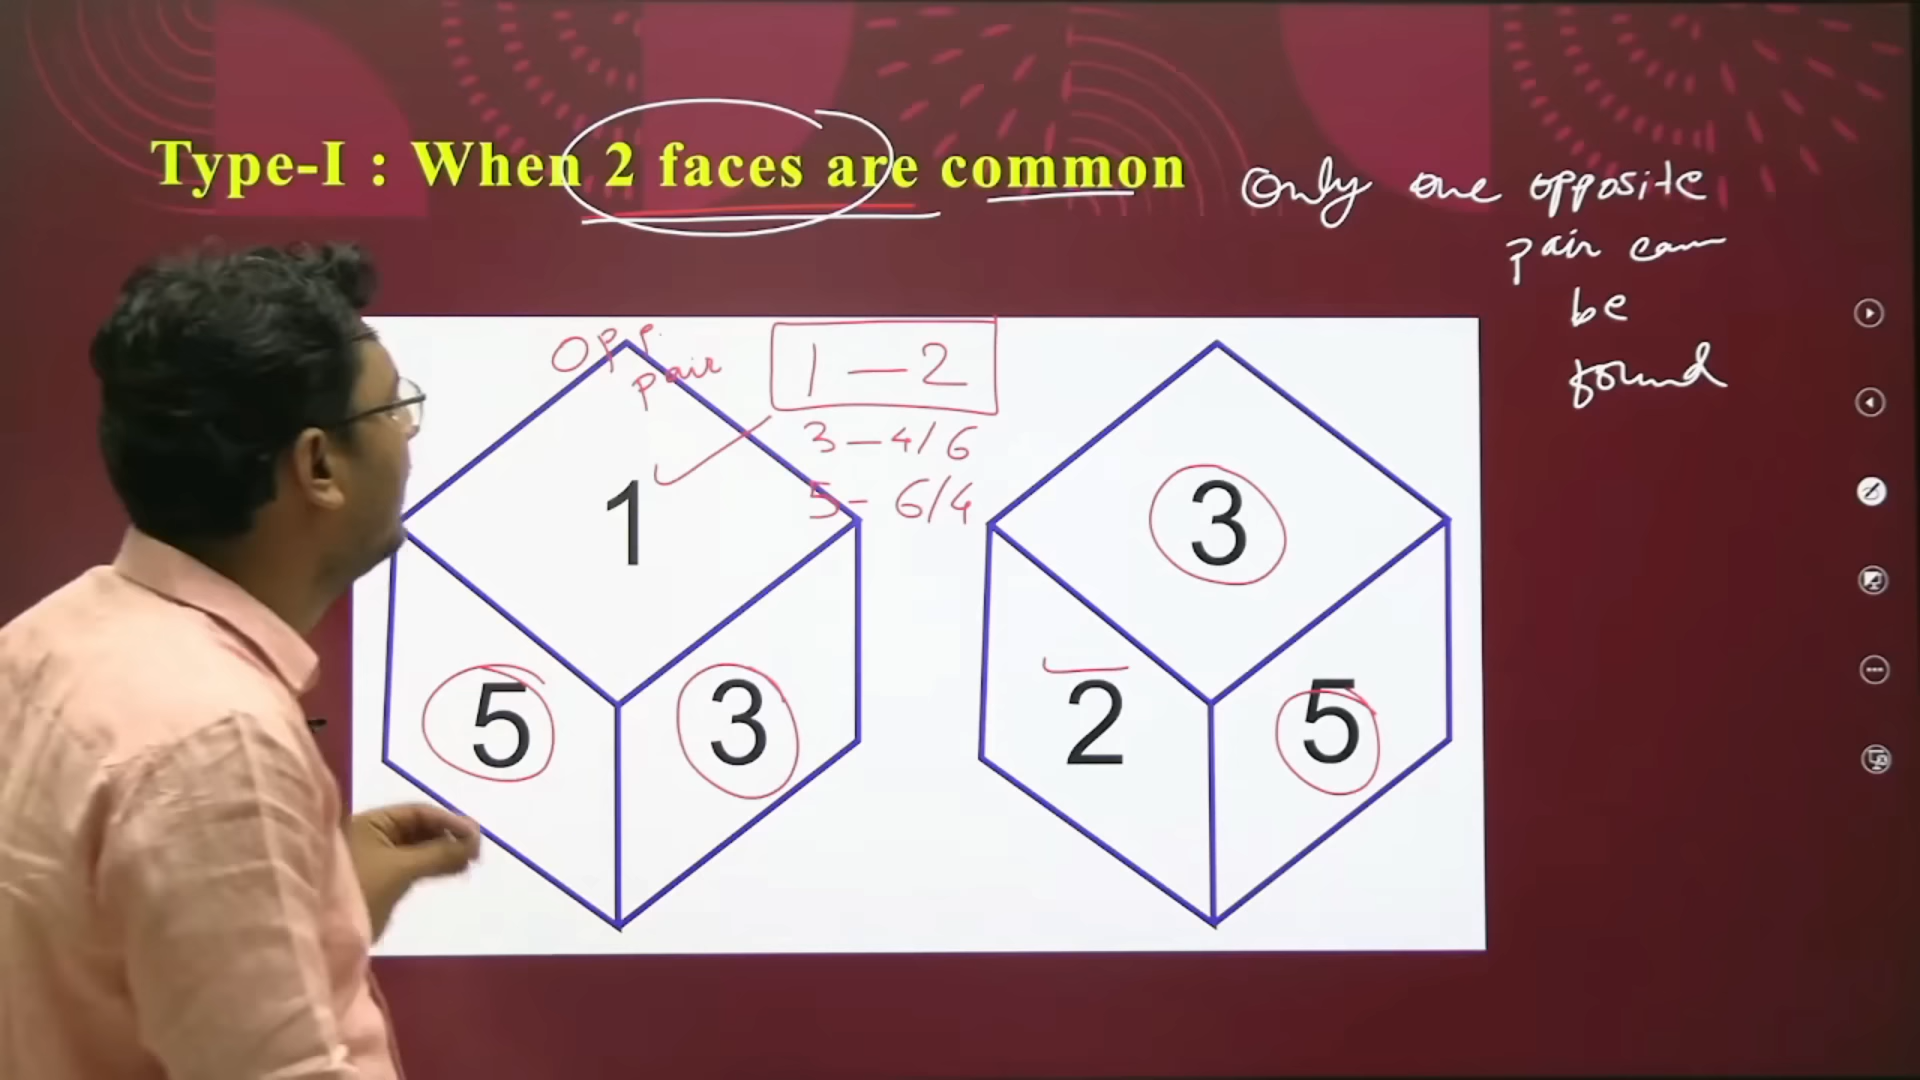 Type-I : When 2 faces are common
Only one opposite
pair can
be
found
Opp.
pair
1 — 2
3 — 4/6
5 — 6/4
1
5
3
3
2
5